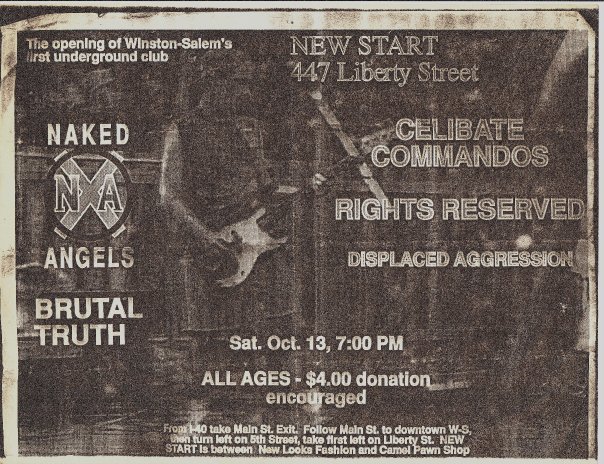 The opening of Winston-Salem's
first underground club
NEW START
447 Liberty Street
NAKED
NXA
ANGELS
BRUTAL
TRUTH
CELIBATE
COMMANDOS
RIGHTS RESERVED
DISPLACED AGGRESSION
Sat. Oct. 13, 7:00 PM
ALL AGES - $4.00 donation
encouraged
From I-40 take Main St. Exit. Follow Main St. to downtown W-S,
then turn left on 5th Street, take first left on Liberty St. NEW
START is between New Looks Fashion and Camel Pawn Shop